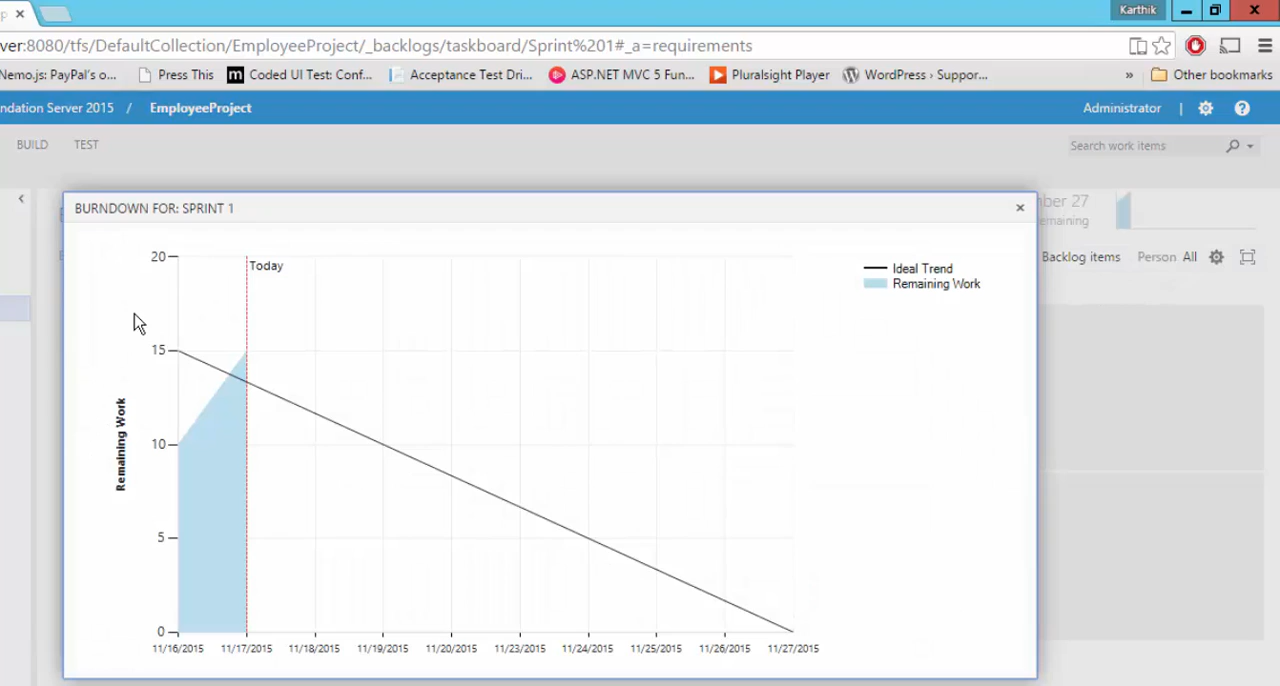 p
Karthik
ver:8080/tfs/DefaultCollection/EmployeeProject/_backlogs/taskboard/Sprint%201#_a=requirements
Nemo.js: PayPal's o... Press This m Coded UI Test: Conf... Acceptance Test Dri... ASP.NET MVC 5 Fun... Pluralsight Player WordPress › Suppor... » Other bookmarks
ndation Server 2015 / EmployeeProject Administrator | ?
BUILD TEST Search work items
BURNDOWN FOR: SPRINT 1
ber 27
emaining
Backlog items Person All
20
Today
Ideal Trend
Remaining Work
15
10
5
0
Remaining Work
11/16/2015 11/17/2015 11/18/2015 11/19/2015 11/20/2015 11/23/2015 11/24/2015 11/25/2015 11/26/2015 11/27/2015